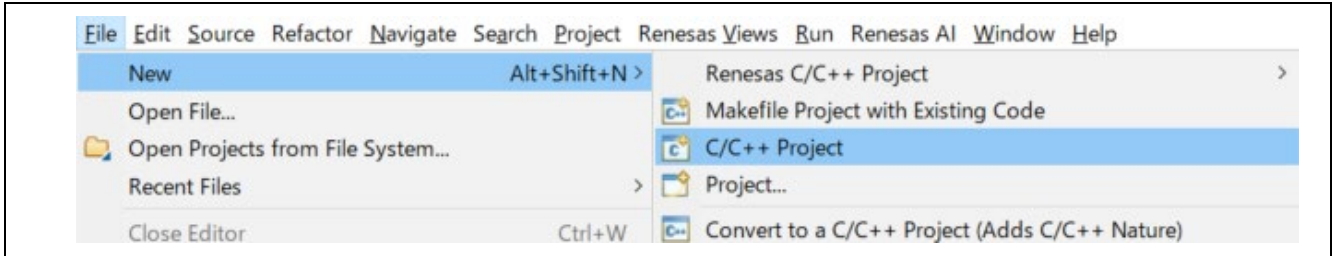 File Edit Source Refactor Navigate Search Project Renesas Views Run Renesas AI Window Help
New Alt+Shift+N >
Open File...
Open Projects from File System...
Recent Files >
Close Editor Ctrl+W
Renesas C/C++ Project >
Makefile Project with Existing Code
C/C++ Project
Project...
Convert to a C/C++ Project (Adds C/C++ Nature)